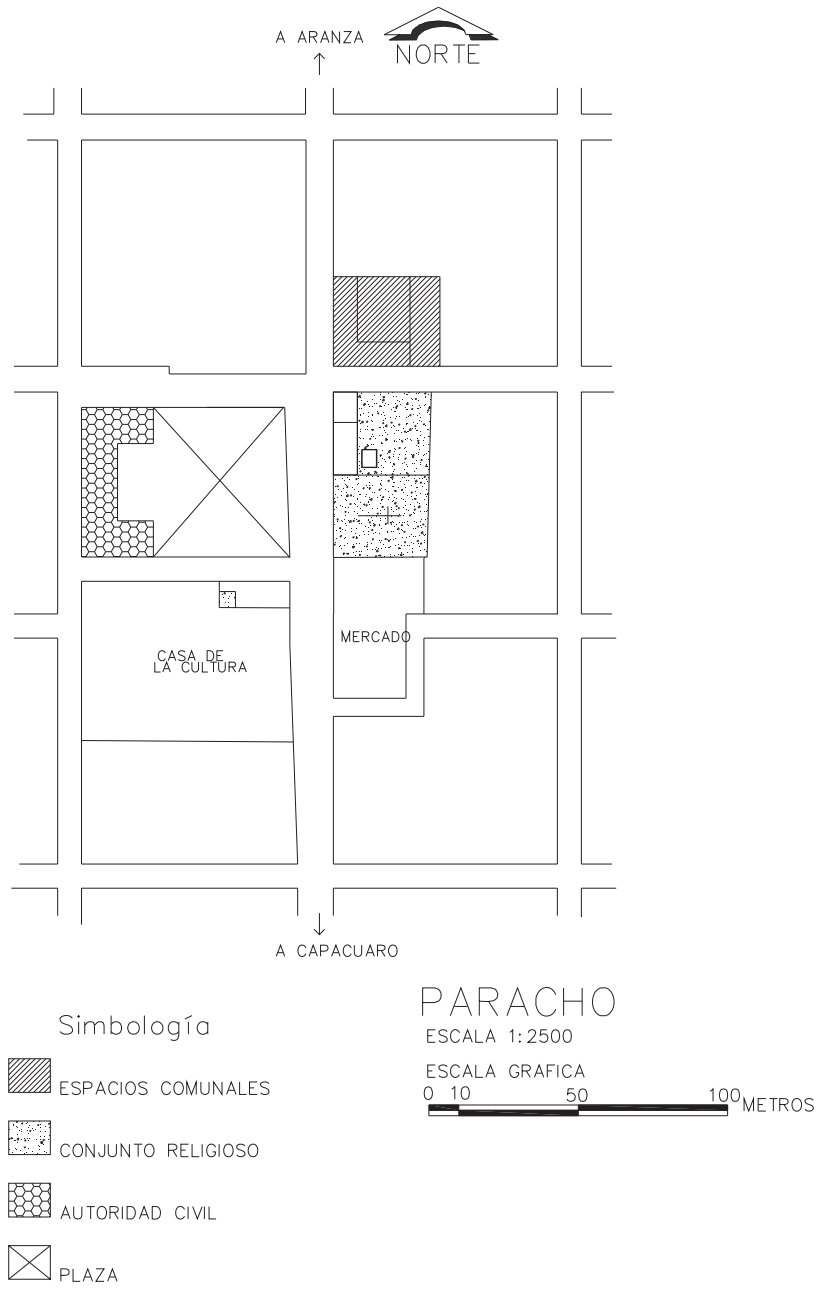 A ARANZA
NORTE
MERCADO
CASA DE
LA CULTURA
A CAPACUARO
PARACHO
ESCALA 1:2500
ESCALA GRAFICA
0 10 50 100 METROS
Simbología
ESPACIOS COMUNALES
CONJUNTO RELIGIOSO
AUTORIDAD CIVIL
PLAZA